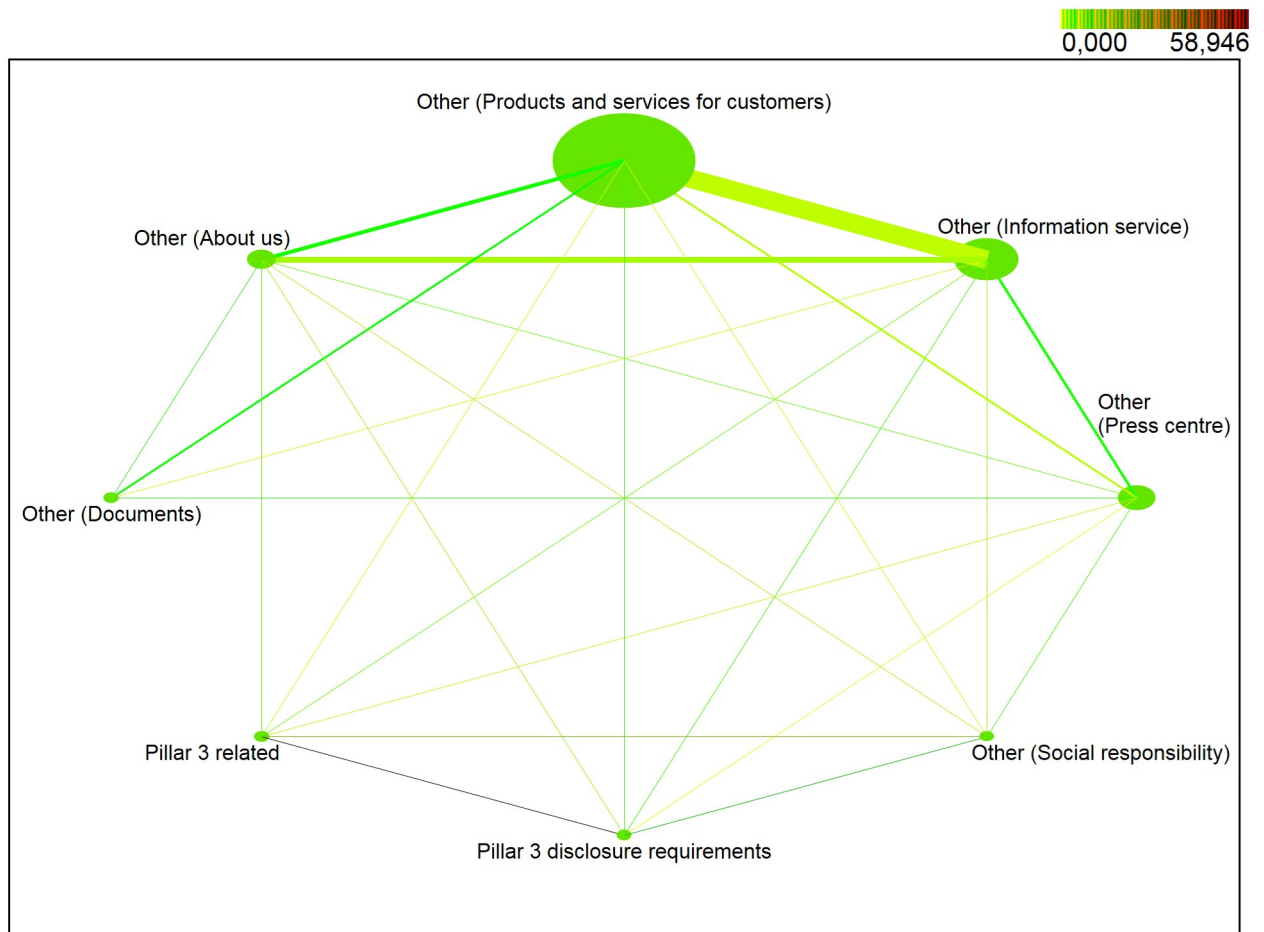 0,000 58,946
Other (Products and services for customers)
Other (Information service)
Other (About us)
Other
(Press centre)
Other (Documents)
Pillar 3 related
Other (Social responsibility)
Pillar 3 disclosure requirements